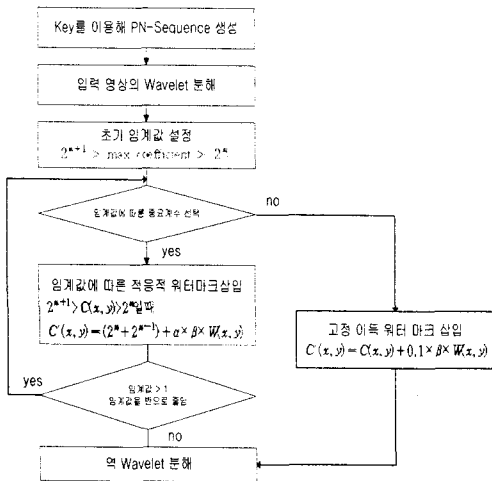 Key를 이용해 PN-Sequence 생성
입력 영상의 Wavelet 분해
초기 임계값 설정
2ⁿ⁺¹ > max coefficient > 2ⁿ
임계값에 따른 중요계수 선택
no
yes
임계값에 따른 적응적 워터마크삽입
2ⁿ⁺¹>C(x, y)>2ⁿ일때
C'(x, y)=(2ⁿ+2ⁿ⁻¹)+α×β×W(x, y)
고정 이득 워터 마크 삽입
C'(x, y)=C(x, y)+0.1×β×W(x, y)
yes
임계값 > 1
임계값을 반으로 줄임
no
역 Wavelet 분해